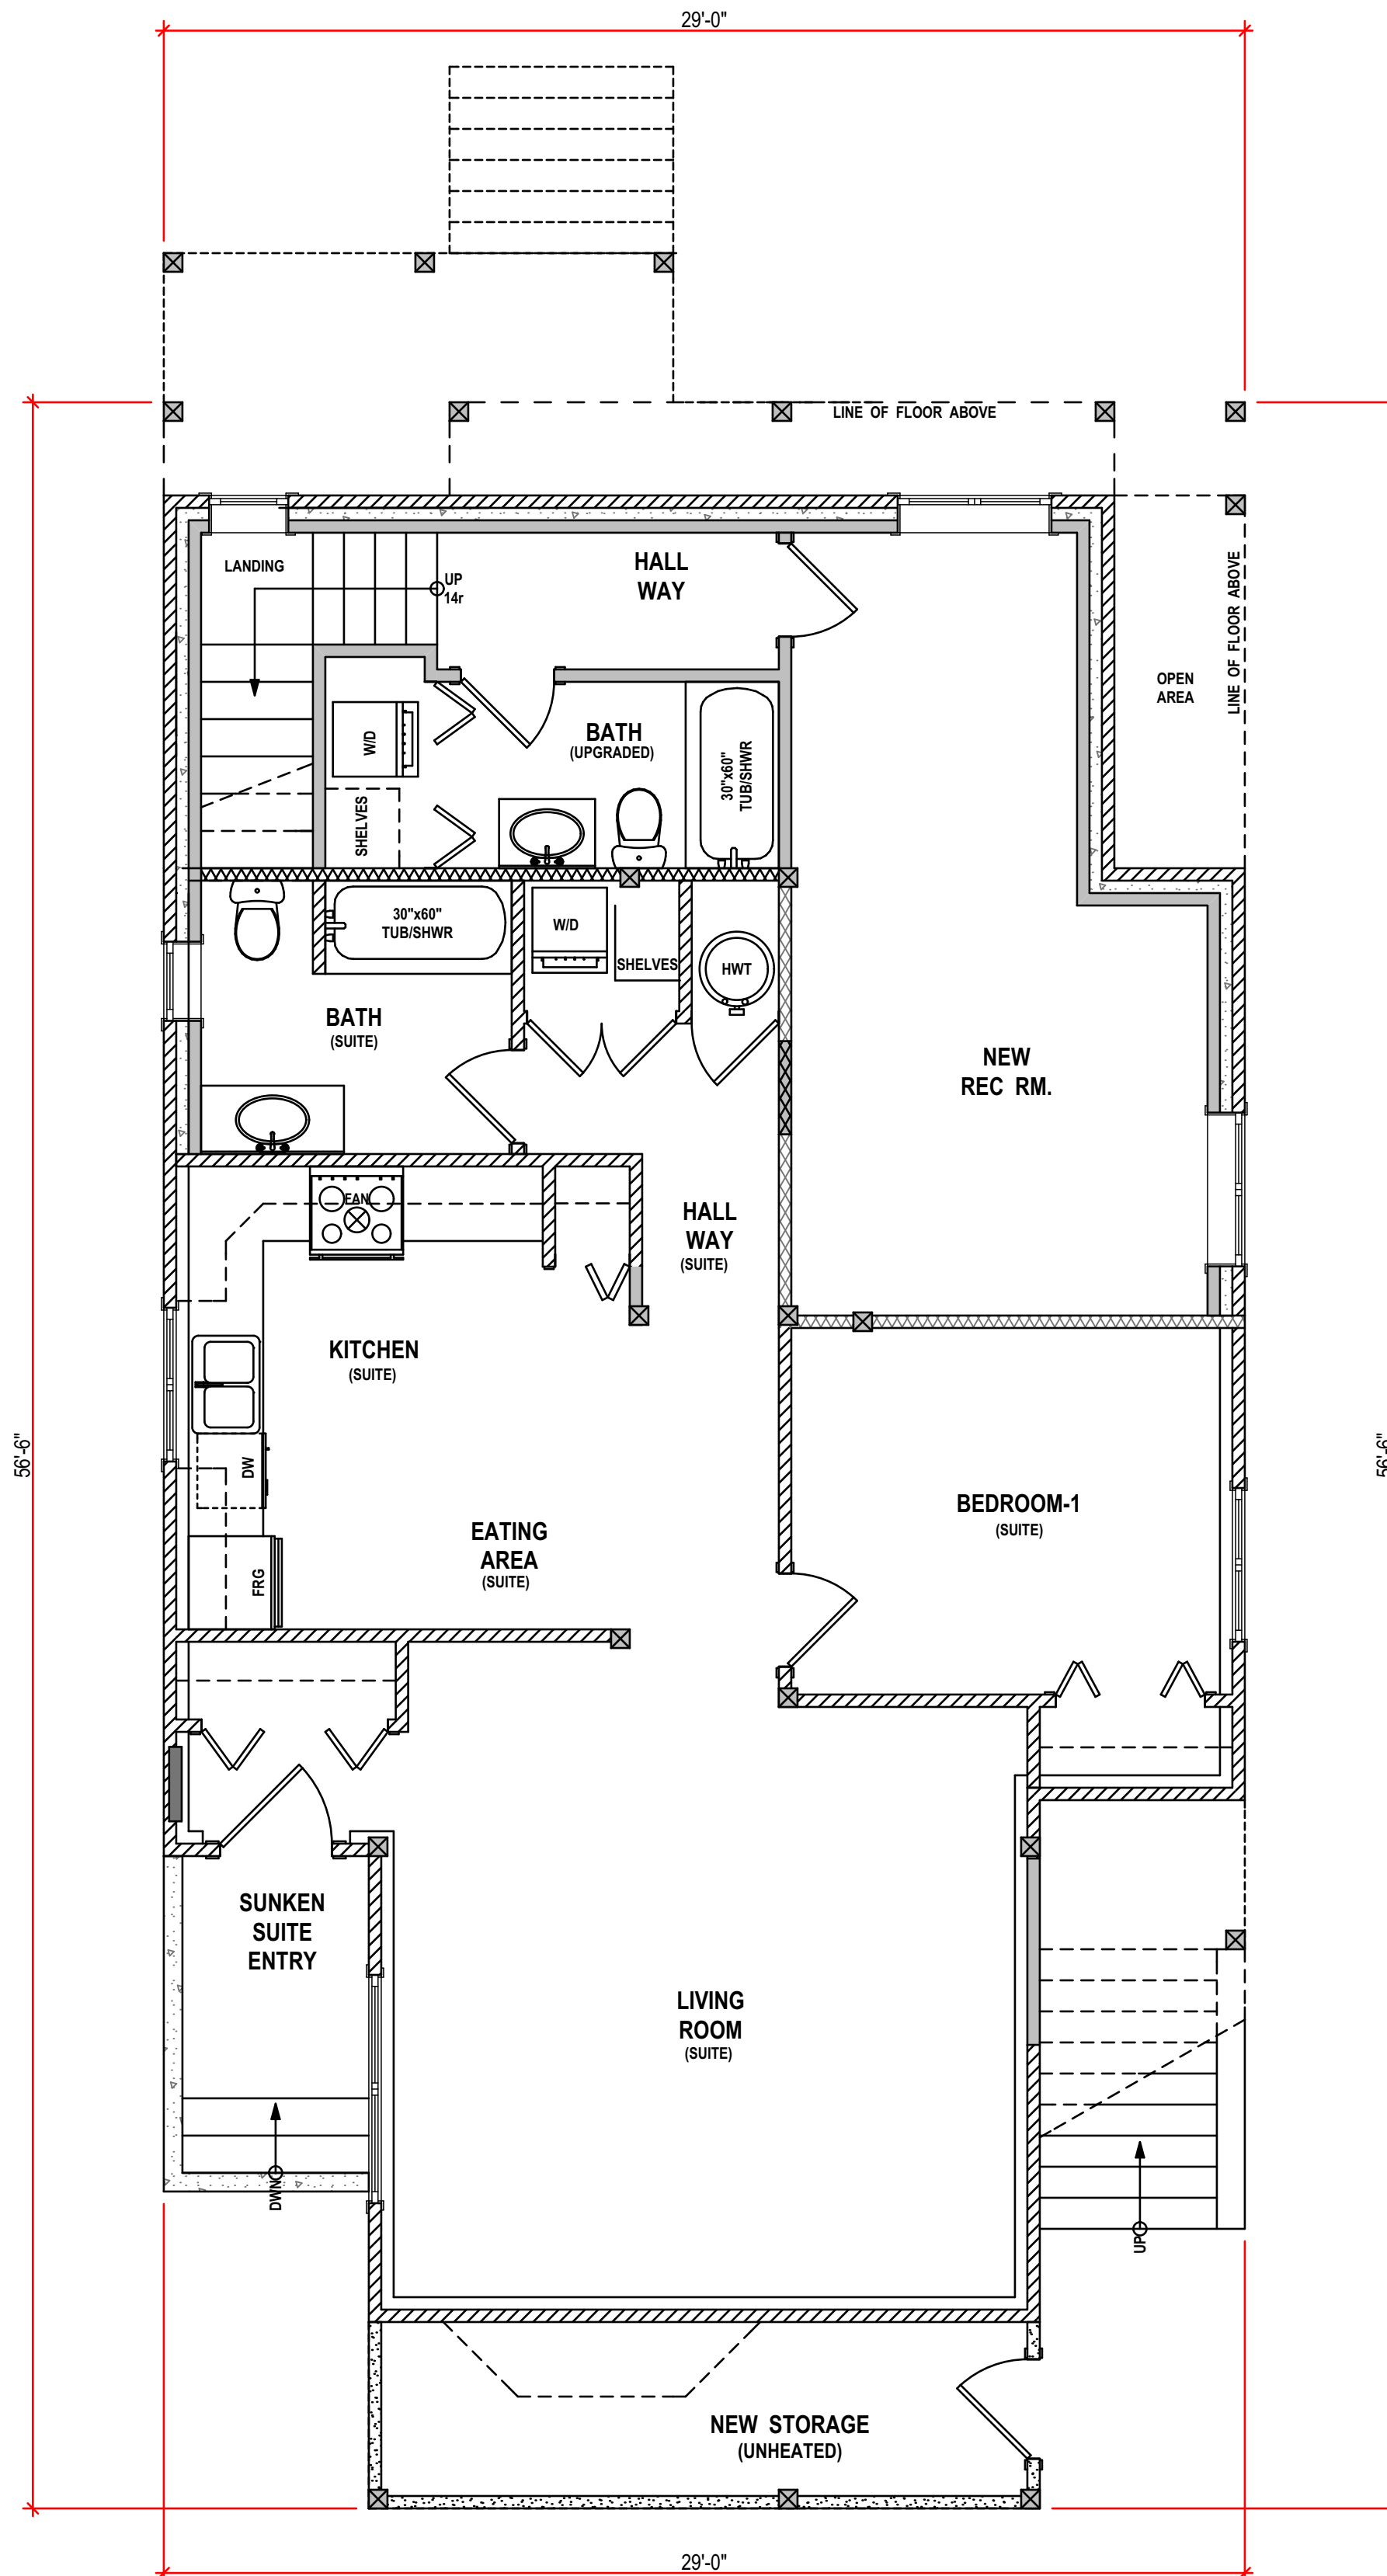 29'-0"
LINE OF FLOOR ABOVE
HALL
WAY
LANDING
UP
14r
LINE OF FLOOR ABOVE
OPEN
AREA
BATH
(UPGRADED)
W/D
30"x60"
TUB/SHWR
SHELVES
30"x60"
TUB/SHWR
W/D
SHELVES
HWT
BATH
(SUITE)
NEW
REC RM.
FAN
HALL
WAY
(SUITE)
KITCHEN
(SUITE)
56'-6"
56'-6"
DW
BEDROOM-1
(SUITE)
EATING
AREA
(SUITE)
FRG
SUNKEN
SUITE
ENTRY
LIVING
ROOM
(SUITE)
DWN
UP
NEW STORAGE
(UNHEATED)
29'-0"